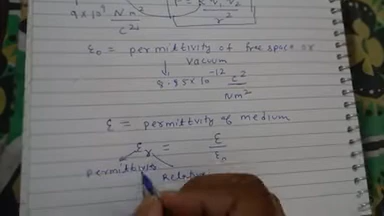 9×10⁹ Nm²/C²
r²
ε₀ = permittivity of free space or
vacuum
8.85×10⁻¹² C²/Nm²
ε = permittivity of medium
εr = ε/ε₀
permittivity Relative